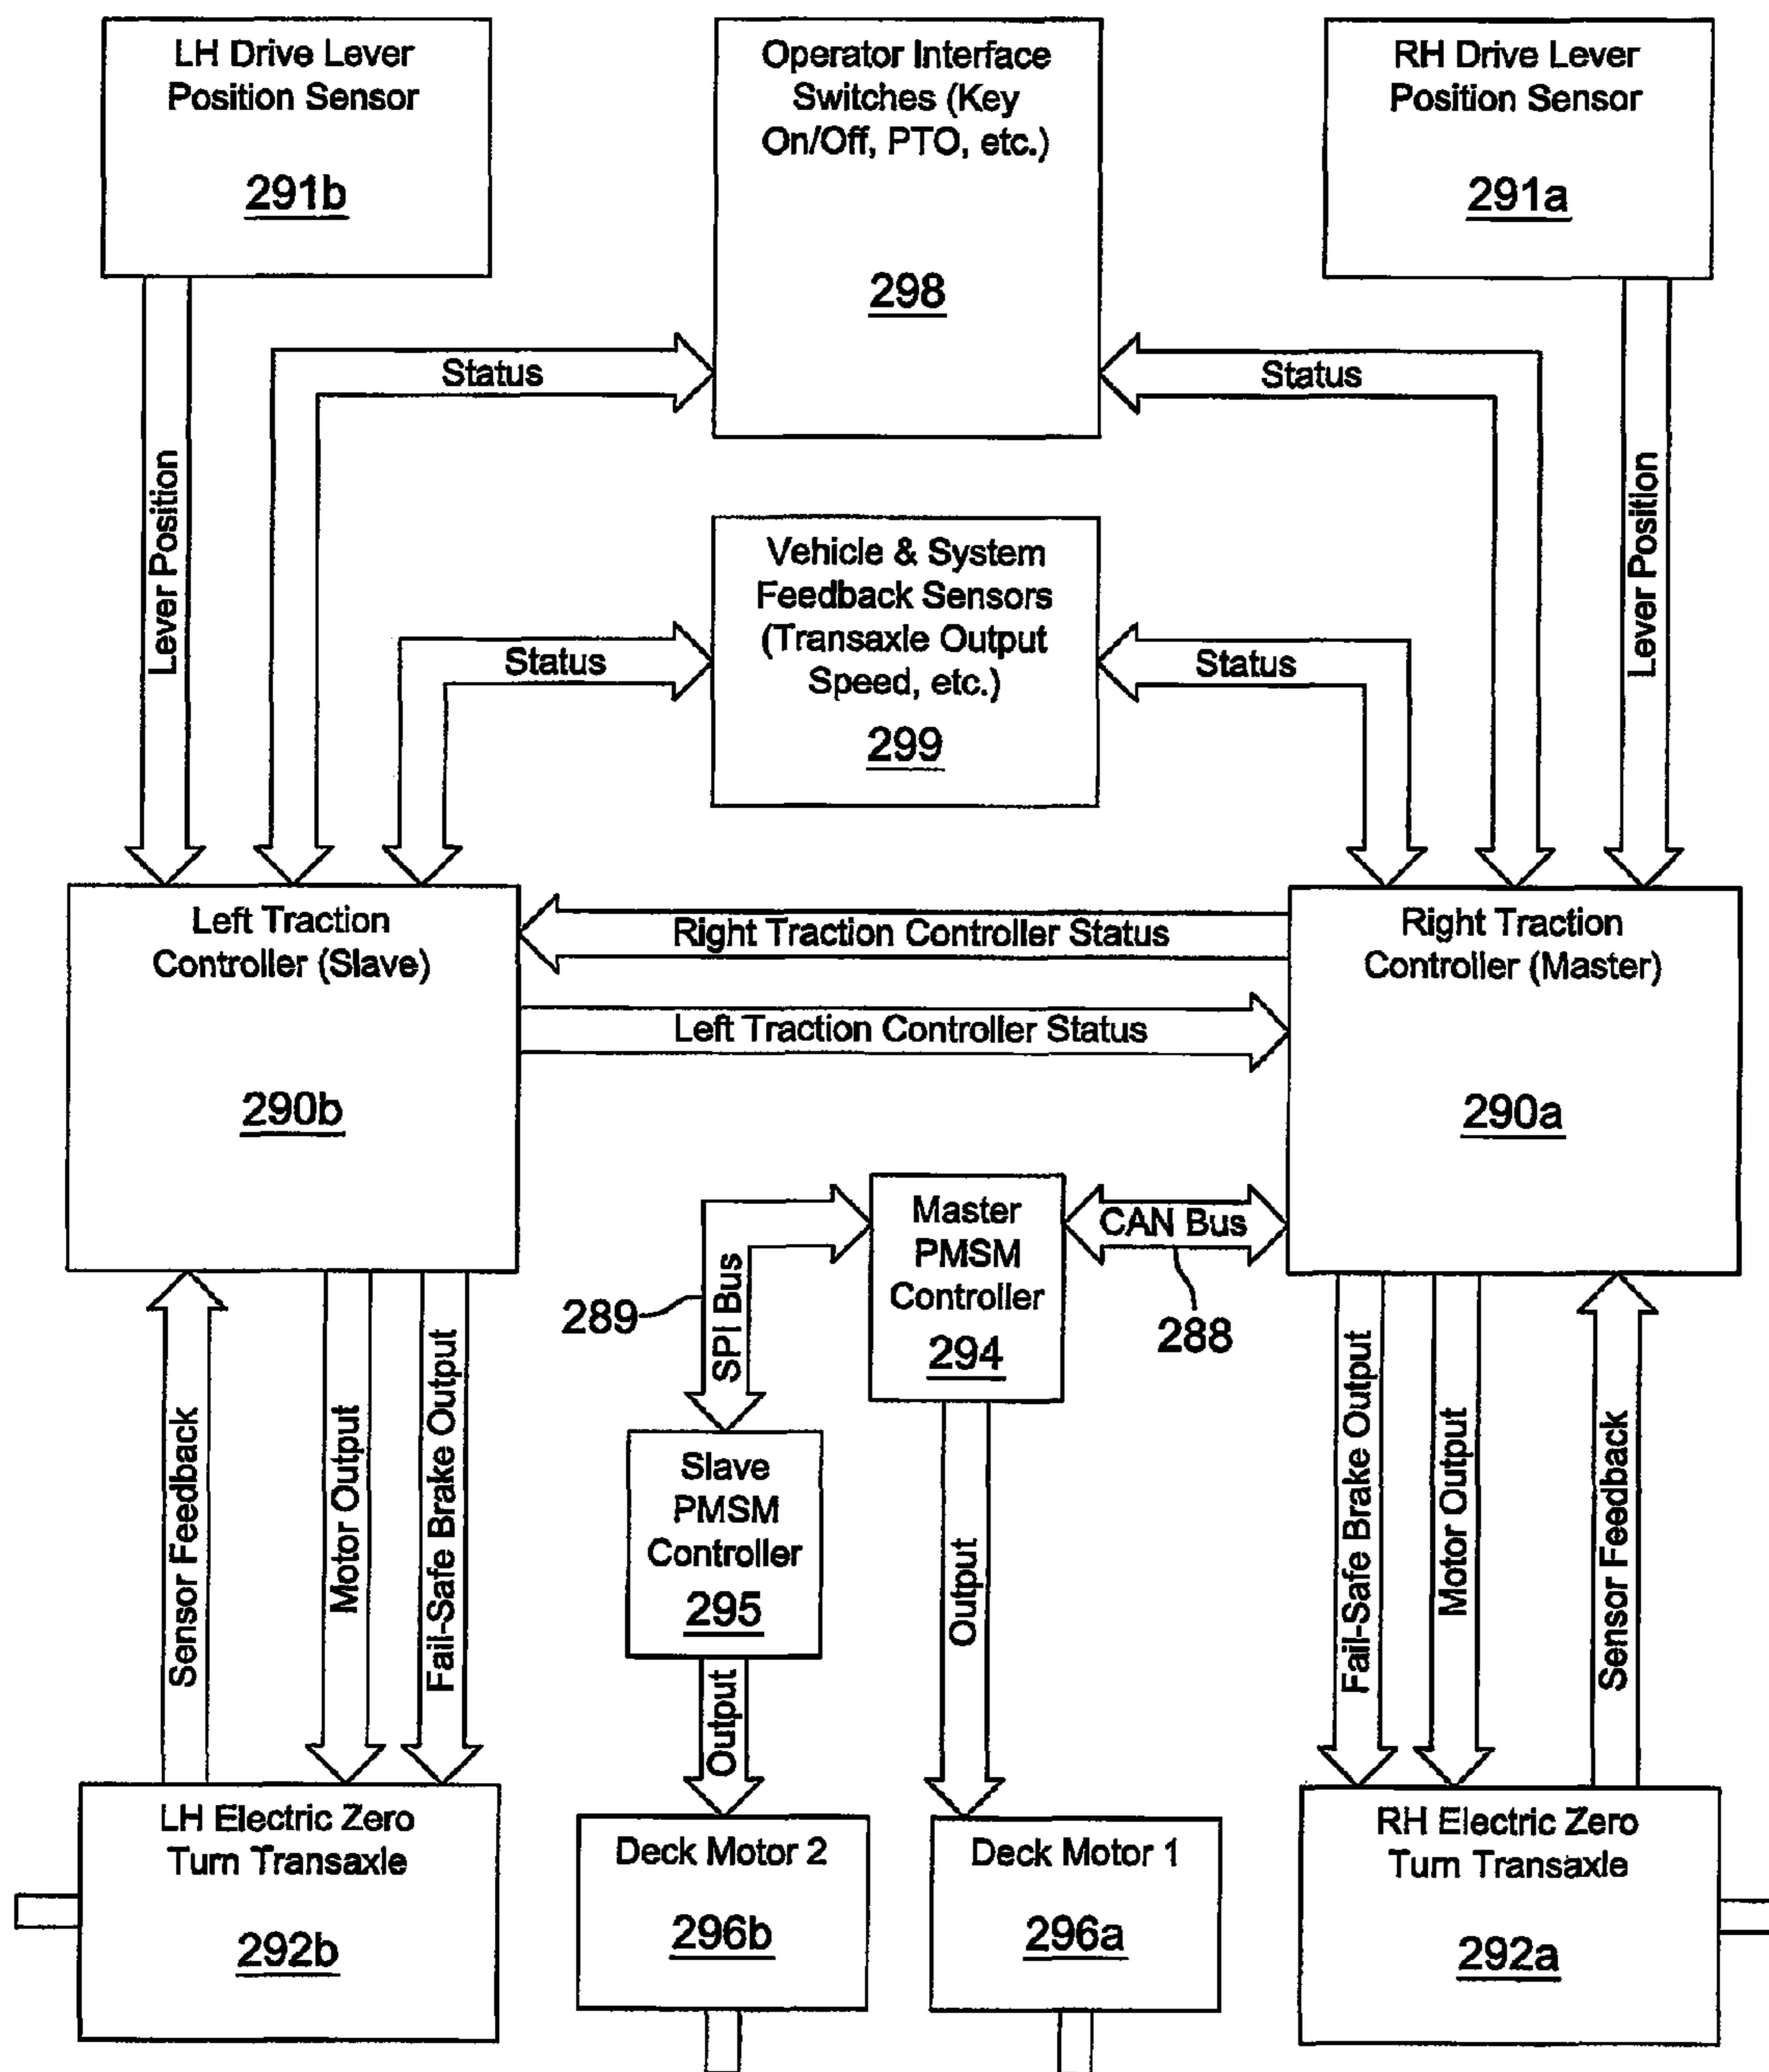 LH Drive Lever
Position Sensor
291b
Operator Interface
Switches (Key
On/Off, PTO, etc.)
298
RH Drive Lever
Position Sensor
291a
Status
Status
Lever Position
Lever Position
Vehicle & System
Feedback Sensors
(Transaxle Output
Speed, etc.)
299
Status
Status
Left Traction
Controller (Slave)
290b
Right Traction Controller Status
Left Traction Controller Status
Right Traction
Controller (Master)
290a
Master
PMSM
Controller
294
CAN Bus
288
SPI Bus
289
Slave
PMSM
Controller
295
Sensor Feedback
Motor Output
Fail-Safe Brake Output
Output
Output
Fail-Safe Brake Output
Motor Output
Sensor Feedback
LH Electric Zero
Turn Transaxle
292b
Deck Motor 2
296b
Deck Motor 1
296a
RH Electric Zero
Turn Transaxle
292a